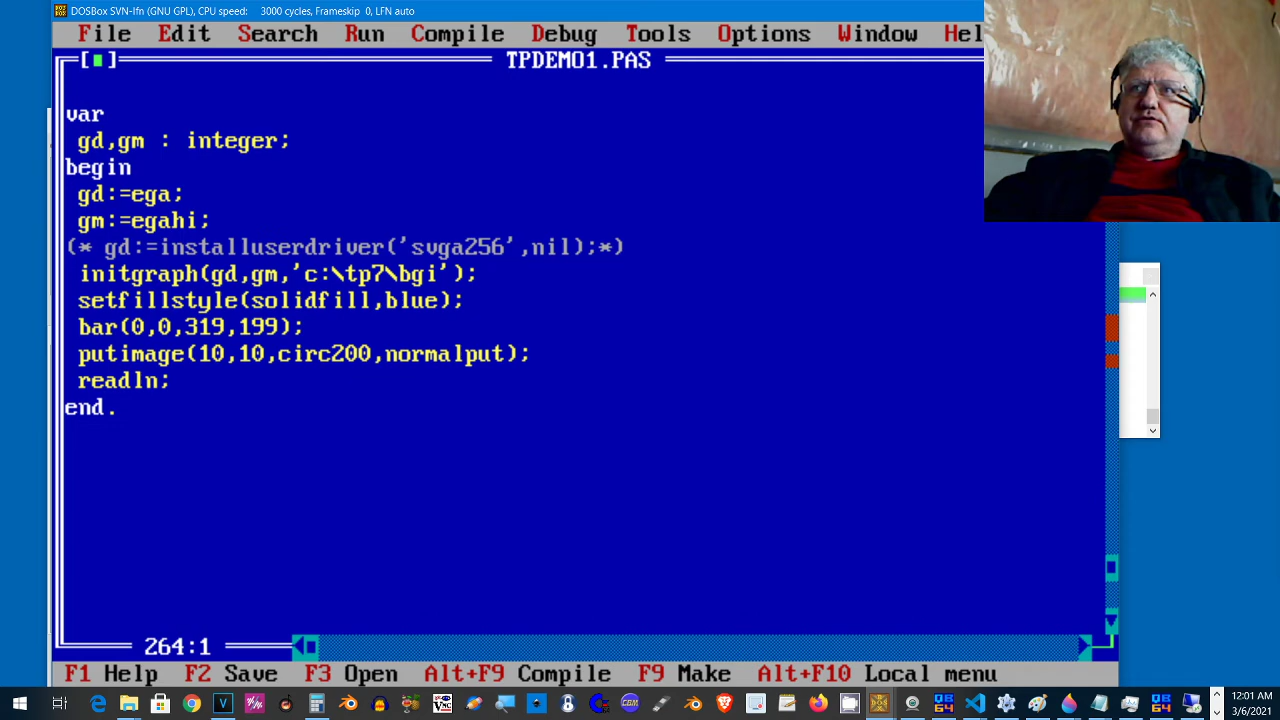 DOSBox SVN-lfn (GNU GPL), CPU speed: 3000 cycles, Frameskip 0, LFN auto
File Edit Search Run Compile Debug Tools Options Window Hel
TPDEMO1.PAS
var
gd,gm : integer;
begin
gd:=ega;
gm:=egahi;
(* gd:=installuserdriver('svga256',nil);*)
initgraph(gd,gm,'c:\tp7\bgi');
setfillstyle(solidfill,blue);
bar(0,0,319,199);
putimage(10,10,circ200,normalput);
readln;
end.
264:1
F1 Help F2 Save F3 Open Alt+F9 Compile F9 Make Alt+F10 Local menu
12:01 AM
3/6/2021